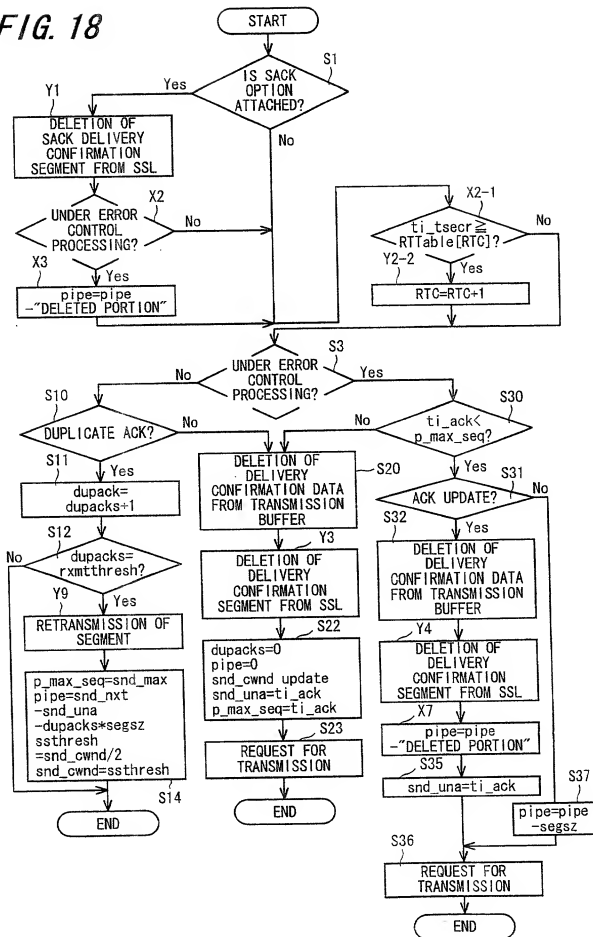 FIG. 18
START
S1
IS SACK
OPTION
ATTACHED?
Yes
No
Y1
DELETION OF
SACK DELIVERY
CONFIRMATION
SEGMENT FROM SSL
X2
UNDER ERROR
CONTROL
PROCESSING?
No
Yes
X3
pipe=pipe
-"DELETED PORTION"
X2-1
ti_tsecr≧
RTTable[RTC]?
No
Yes
Y2-2
RTC=RTC+1
S3
UNDER ERROR
CONTROL
PROCESSING?
No
Yes
S10
DUPLICATE ACK?
No
Yes
S11
dupack=
dupacks+1
S12
dupacks=
rxmtthresh?
No
Yes
Y9
RETRANSMISSION OF
SEGMENT
p_max_seq=snd_max
pipe=snd_nxt
-snd_una
-dupacks*segsz
ssthresh
=snd_cwnd/2
snd_cwnd=ssthresh
S14
END
DELETION OF
DELIVERY
CONFIRMATION DATA
FROM TRANSMISSION
BUFFER
S20
Y3
DELETION OF
DELIVERY
CONFIRMATION
SEGMENT FROM SSL
S22
dupacks=0
pipe=0
snd_cwnd update
snd_una=ti_ack
p_max_seq=ti_ack
S23
REQUEST FOR
TRANSMISSION
END
S30
ti_ack<
p_max_seq?
No
Yes
S31
ACK UPDATE?
No
Yes
S32
DELETION OF
DELIVERY
CONFIRMATION DATA
FROM TRANSMISSION
BUFFER
Y4
DELETION OF
DELIVERY
CONFIRMATION
SEGMENT FROM SSL
X7
pipe=pipe
-"DELETED PORTION"
S35
snd_una=ti_ack
S37
pipe=pipe
-segsz
S36
REQUEST FOR
TRANSMISSION
END